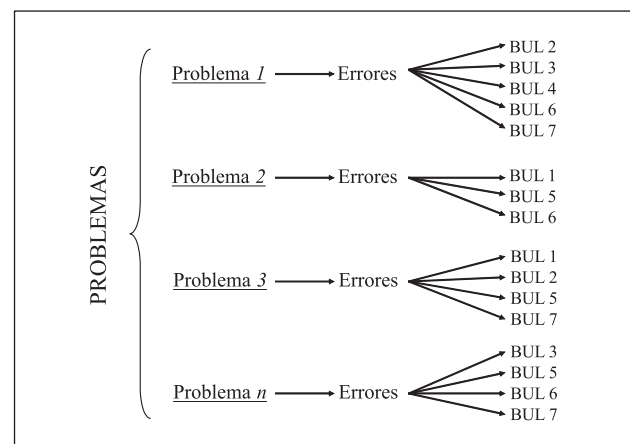 PROBLEMAS
Problema 1 Errores
BUL 2
BUL 3
BUL 4
BUL 6
BUL 7
Problema 2 Errores
BUL 1
BUL 5
BUL 6
Problema 3 Errores
BUL 1
BUL 2
BUL 5
BUL 7
Problema n Errores
BUL 3
BUL 5
BUL 6
BUL 7